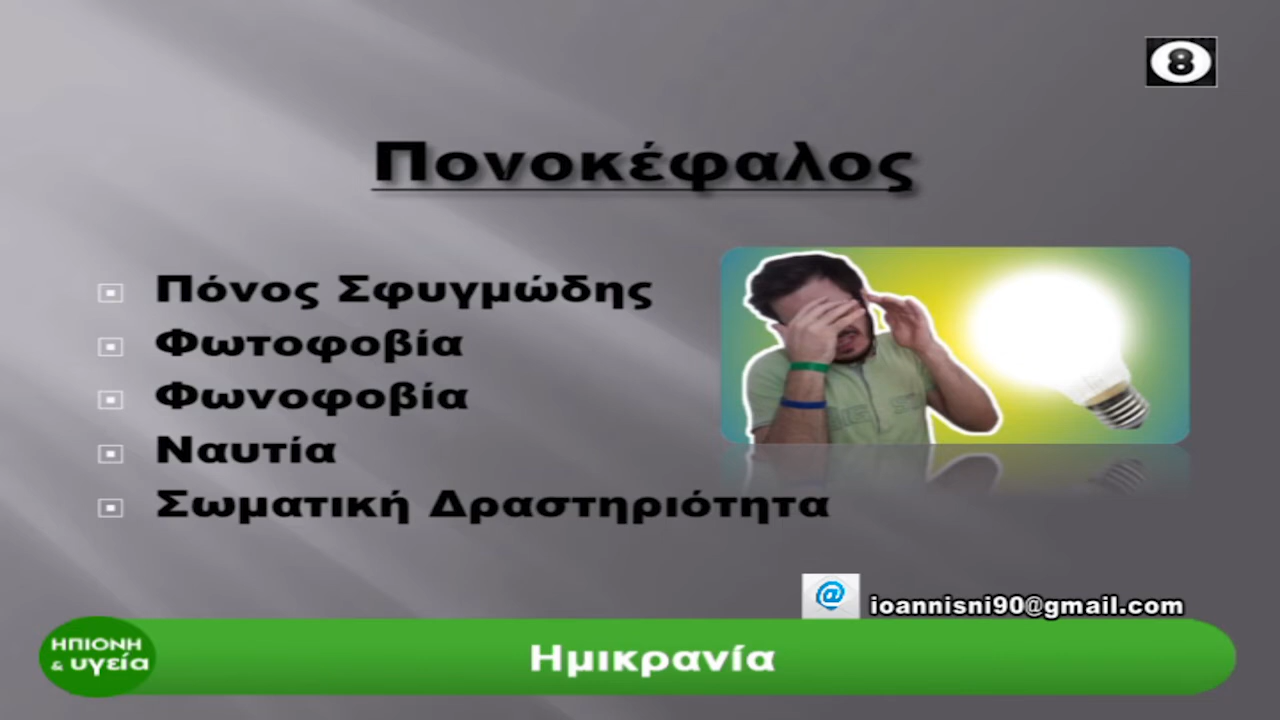 8
Πονοκέφαλος
Πόνος Σφυγμώδης
Φωτοφοβία
Φωνοφοβία
Ναυτία
Σωματική Δραστηριότητα
@ ioannisni90@gmail.com
ΗΠΙΟΝΗ
& υγεία
Ημικρανία